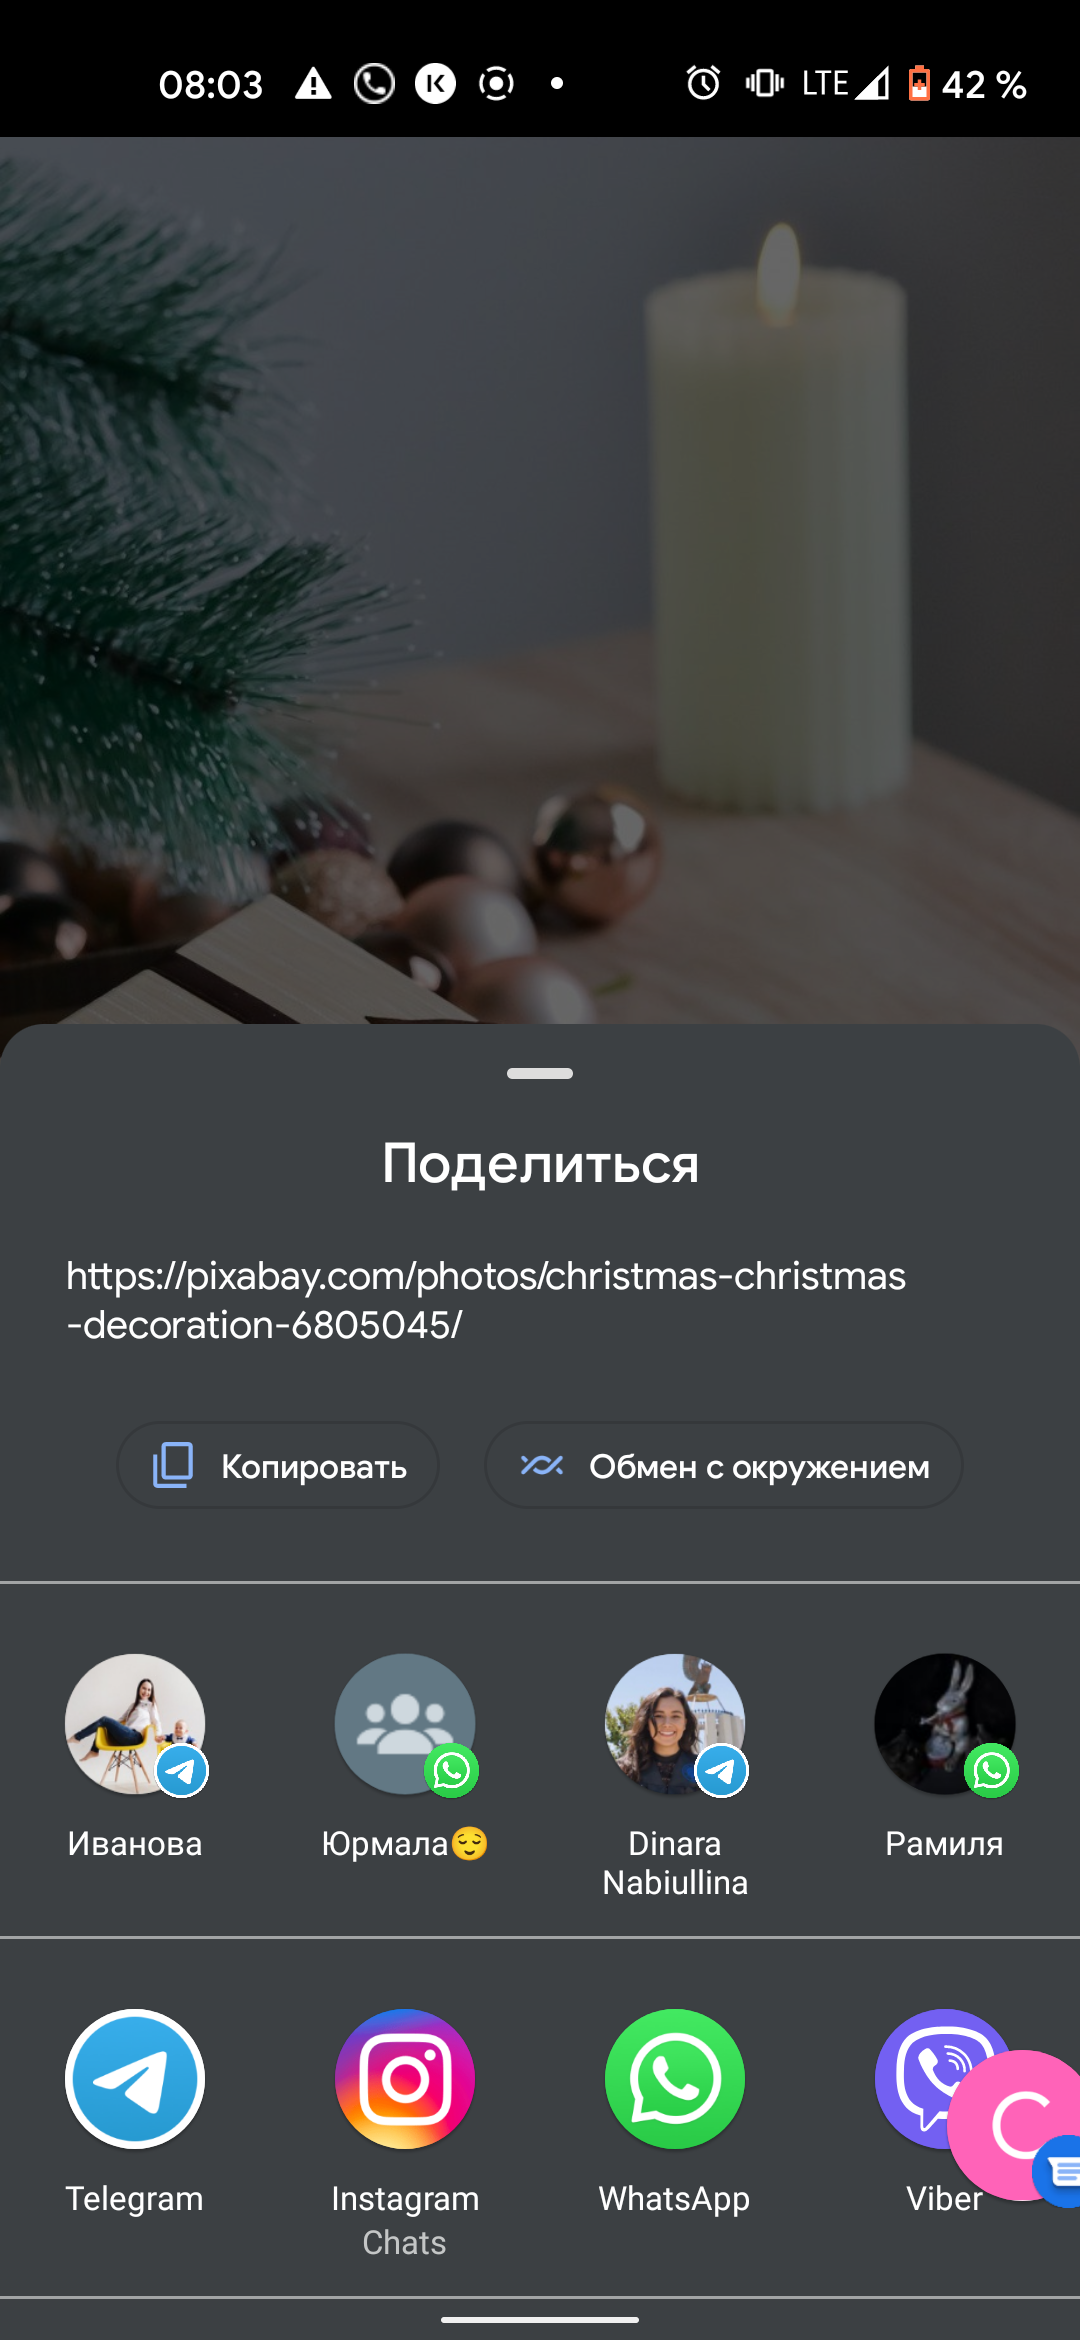 08:03 LTE 42 %
Поделиться
https://pixabay.com/photos/christmas-christmas
-decoration-6805045/
Копировать Обмен с окружением
Иванова Юрмала😌 Dinara Рамиля
Nabiullina
Telegram Instagram WhatsApp Viber
Chats
C